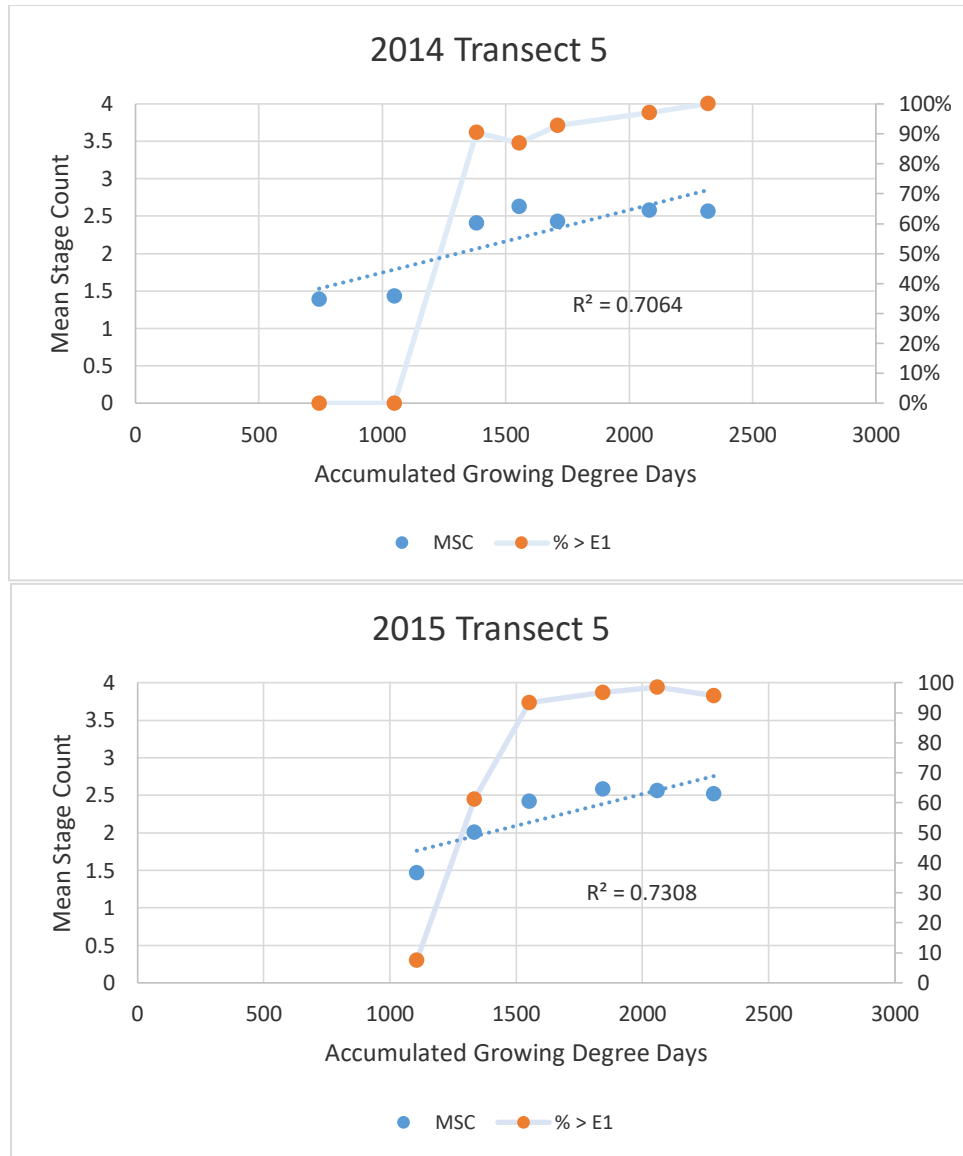 2014 Transect 5
4 100%
3.5 90%
80%
3 70%
2.5 60%
2 50%
1.5 40%
30%
1 20%
0.5 10%
0 0%
Mean Stage Count
R² = 0.7064
0 500 1000 1500 2000 2500 3000
Accumulated Growing Degree Days
MSC % > E1
2015 Transect 5
4 100
3.5 90
80
3 70
2.5 60
2 50
1.5 40
30
1 20
0.5 10
0 0
Mean Stage Count
R² = 0.7308
0 500 1000 1500 2000 2500 3000
Accumulated Growing Degree Days
MSC % > E1